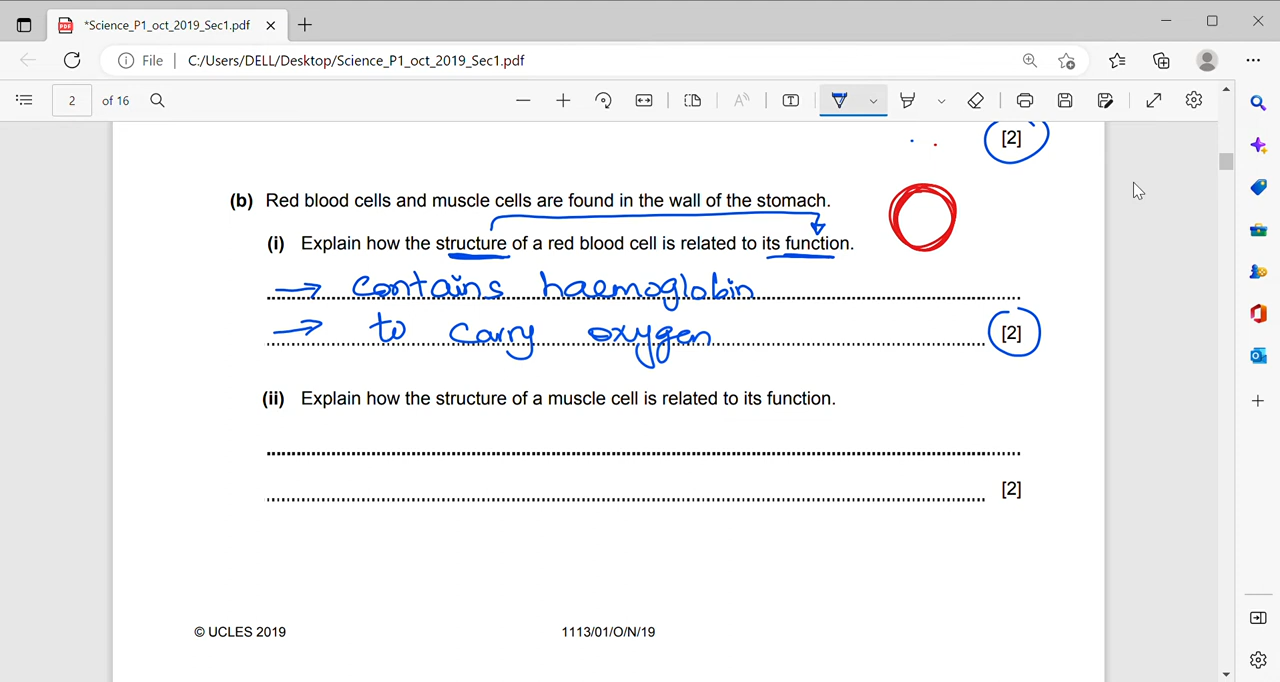 *Science_P1_oct_2019_Sec1.pdf
File C:/Users/DELL/Desktop/Science_P1_oct_2019_Sec1.pdf
2 of 16
[2]
(b) Red blood cells and muscle cells are found in the wall of the stomach.
(i) Explain how the structure of a red blood cell is related to its function.
→ contains haemoglobin
→ to carry oxygen [2]
(ii) Explain how the structure of a muscle cell is related to its function.
[2]
© UCLES 2019 1113/01/O/N/19